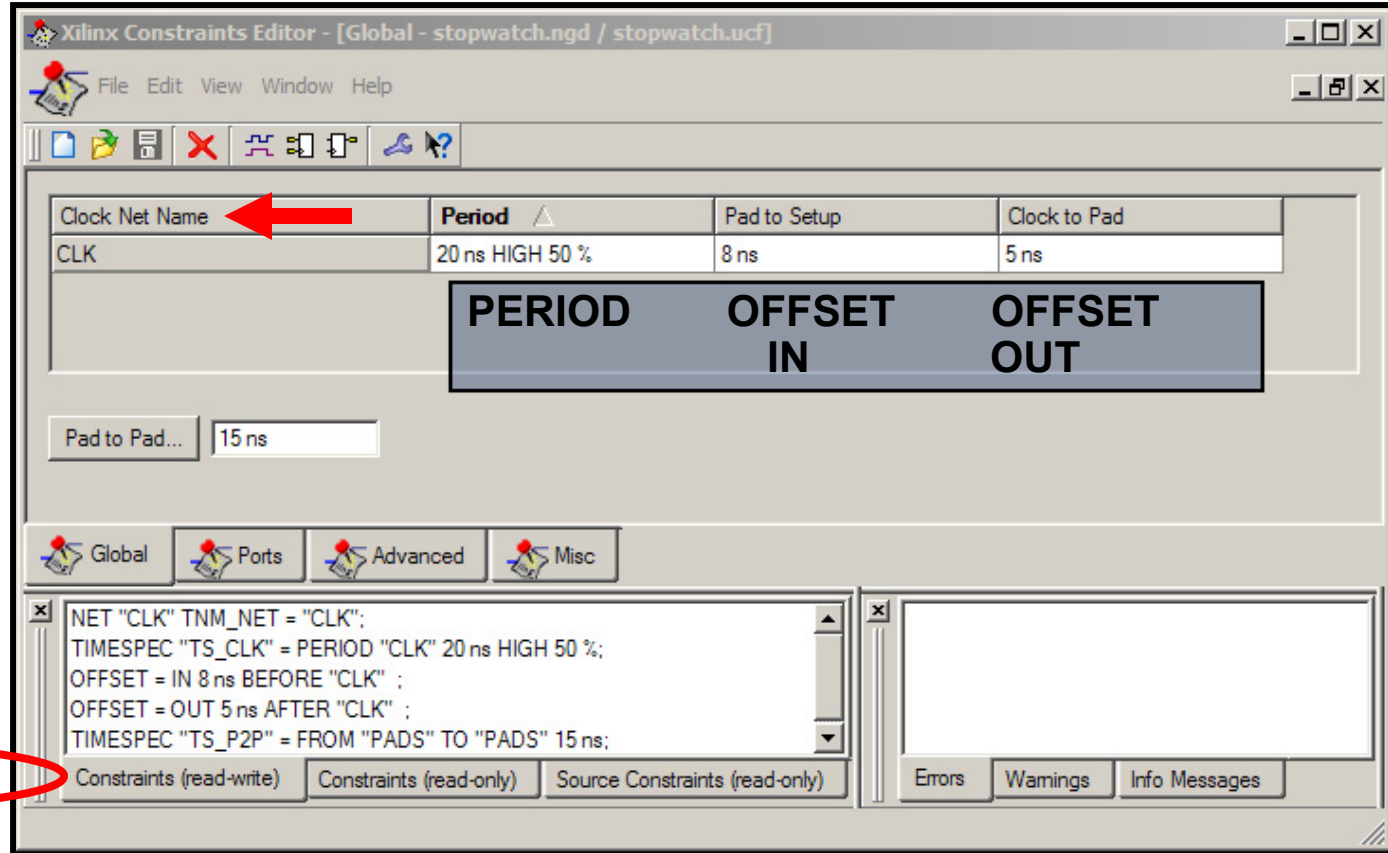 Xilinx Constraints Editor - [Global - stopwatch.ngd / stopwatch.ucf]
File Edit View Window Help
Clock Net Name Period Pad to Setup Clock to Pad
CLK 20 ns HIGH 50 % 8 ns 5 ns
PERIOD OFFSET OFFSET
IN OUT
Pad to Pad... 15 ns
Global Ports Advanced Misc
NET "CLK" TNM_NET = "CLK";
TIMESPEC "TS_CLK" = PERIOD "CLK" 20 ns HIGH 50 %;
OFFSET = IN 8 ns BEFORE "CLK" ;
OFFSET = OUT 5 ns AFTER "CLK" ;
TIMESPEC "TS_P2P" = FROM "PADS" TO "PADS" 15 ns;
Constraints (read-write) Constraints (read-only) Source Constraints (read-only)
Errors Warnings Info Messages